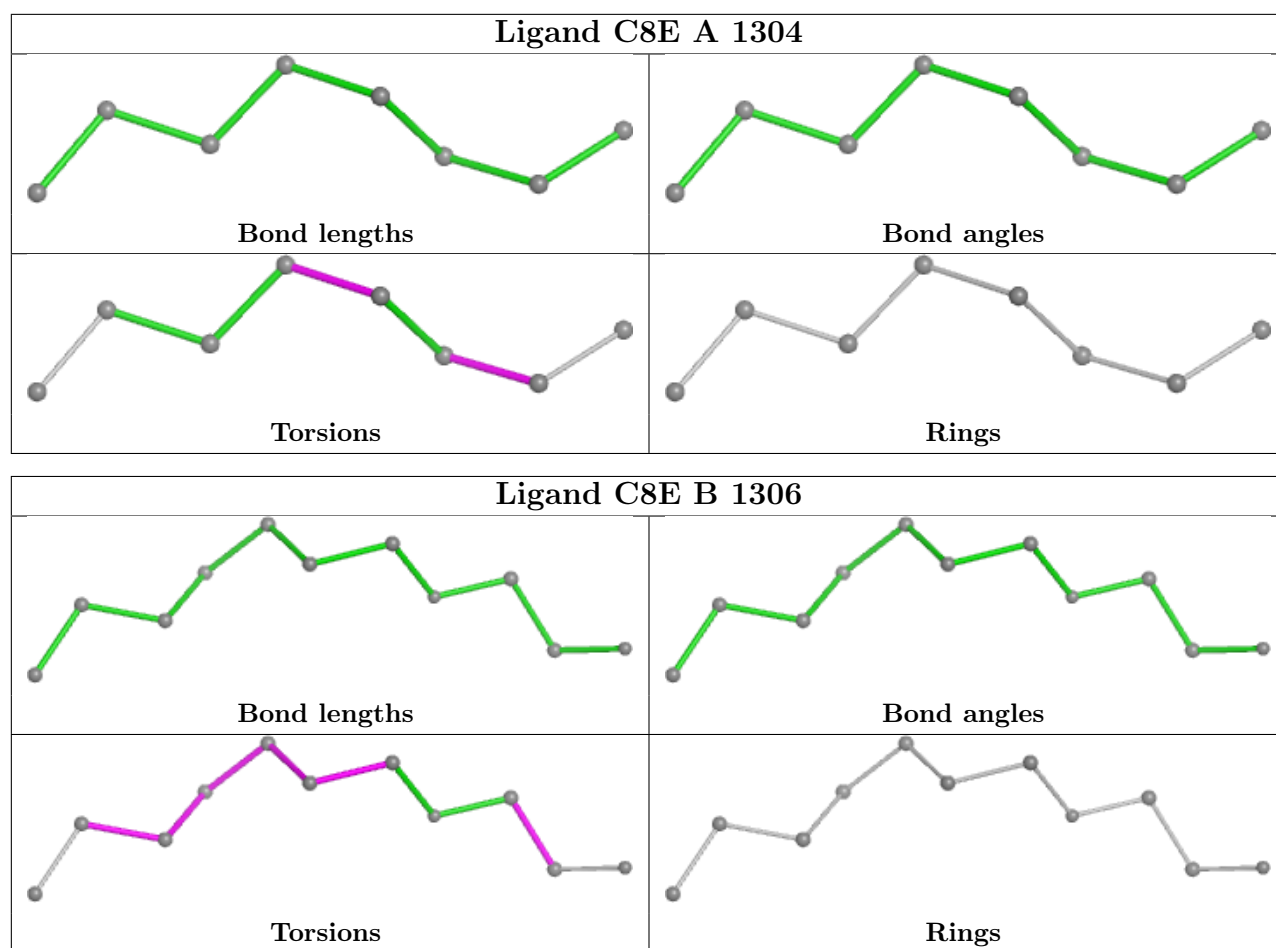 Ligand C8E A 1304
Bond lengths
Bond angles
Torsions
Rings
Ligand C8E B 1306
Bond lengths
Bond angles
Torsions
Rings